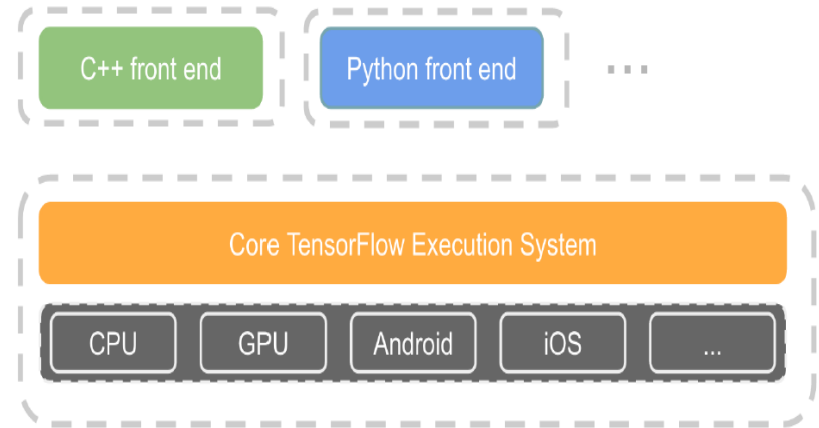 C++ front end
Python front end
...
Core TensorFlow Execution System
CPU
GPU
Android
iOS
...